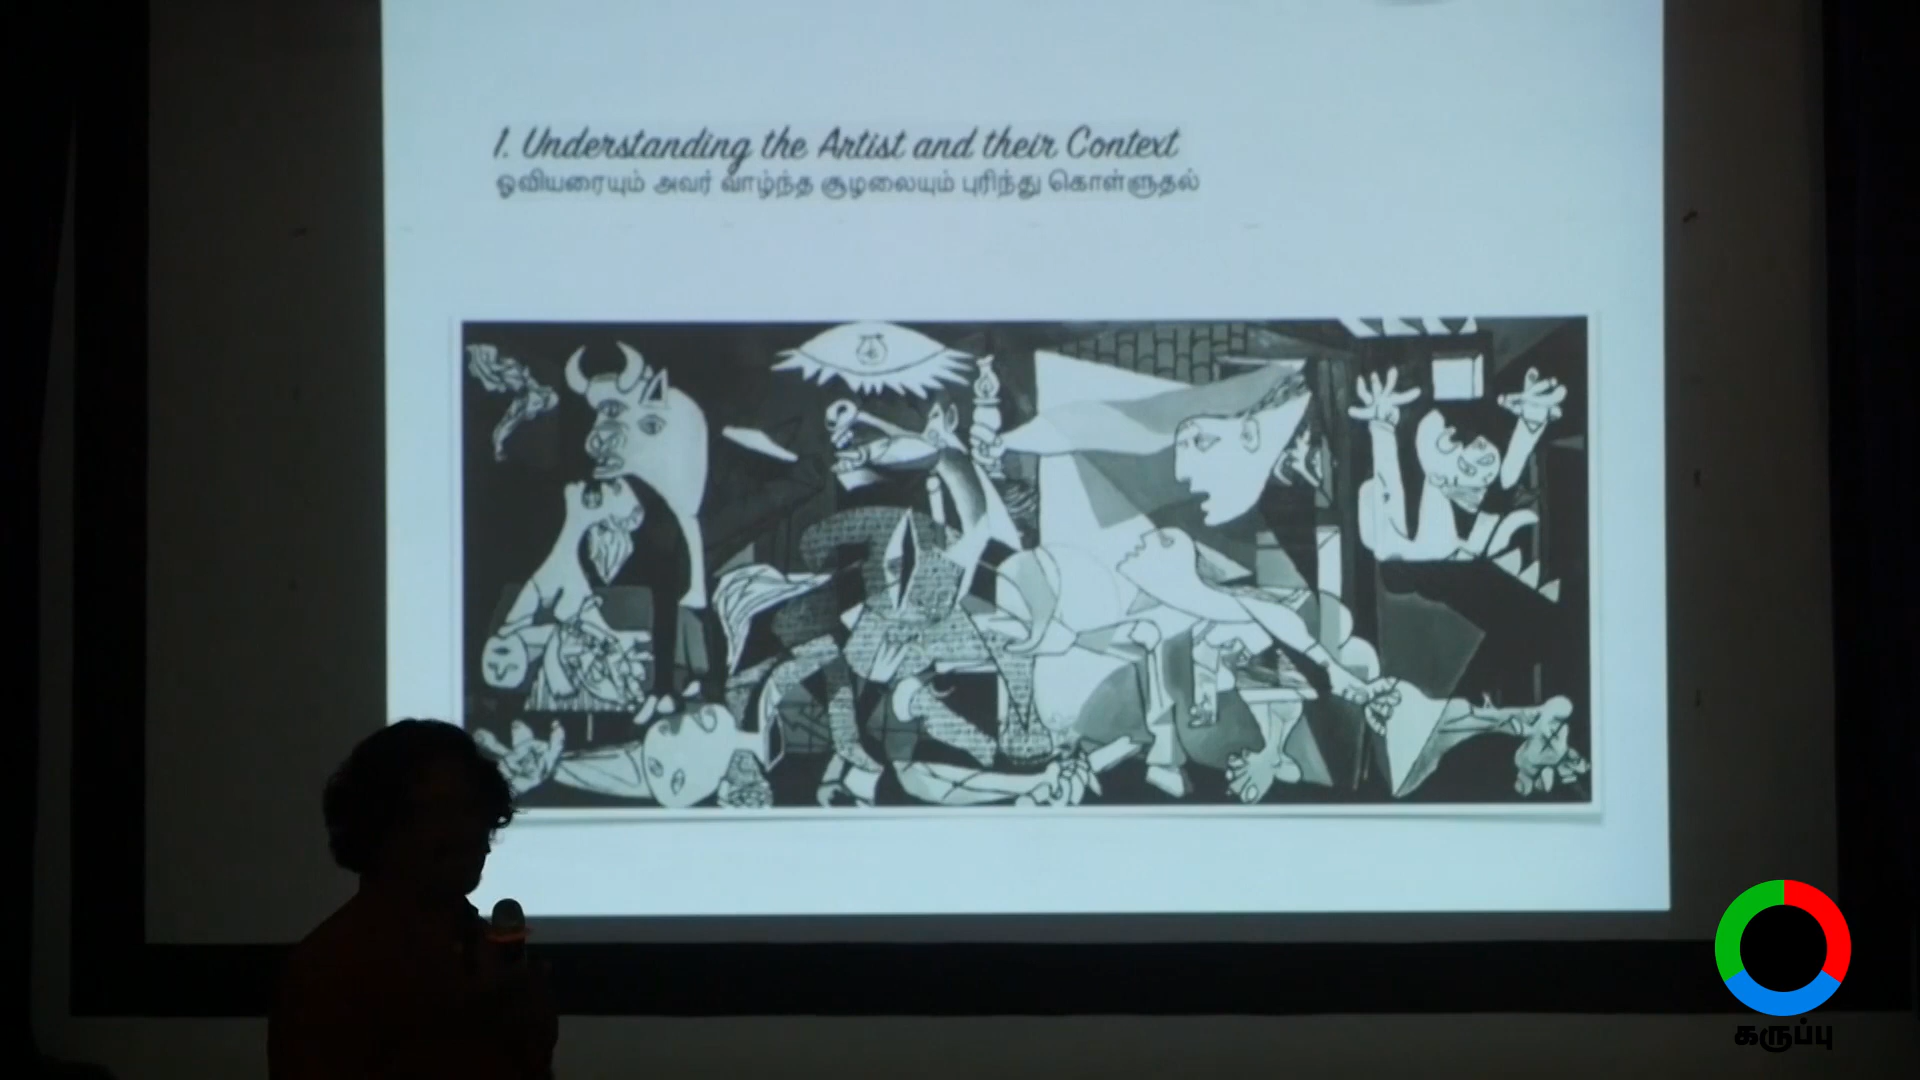 1. Understanding the Artist and their Context
ஓவியரையும் அவர் வாழ்ந்த சூழலையும் புரிந்து கொள்ளுதல்
கருப்பு